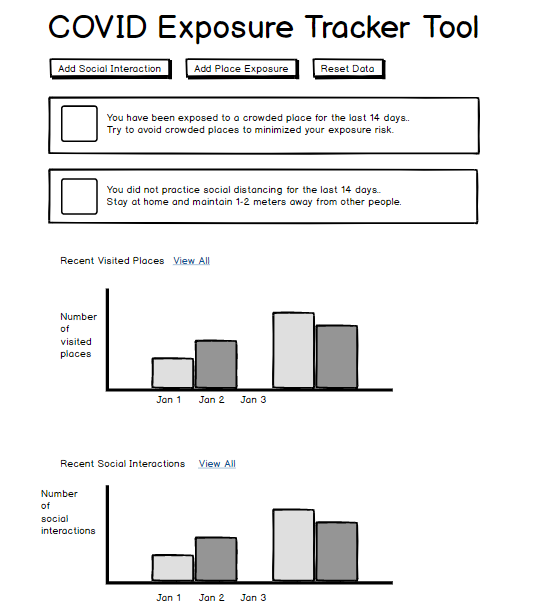 COVID Exposure Tracker Tool
Add Social Interaction
Add Place Exposure
Reset Data
You have been exposed to a crowded place for the last 14 days..
Try to avoid crowded places to minimized your exposure risk.
You did not practice social distancing for the last 14 days..
Stay at home and maintain 1-2 meters away from other people.
Recent Visited Places View All
Number
of
visited
places
Jan 1 Jan 2 Jan 3
Recent Social Interactions View All
Number
of
social
interactions
Jan 1 Jan 2 Jan 3